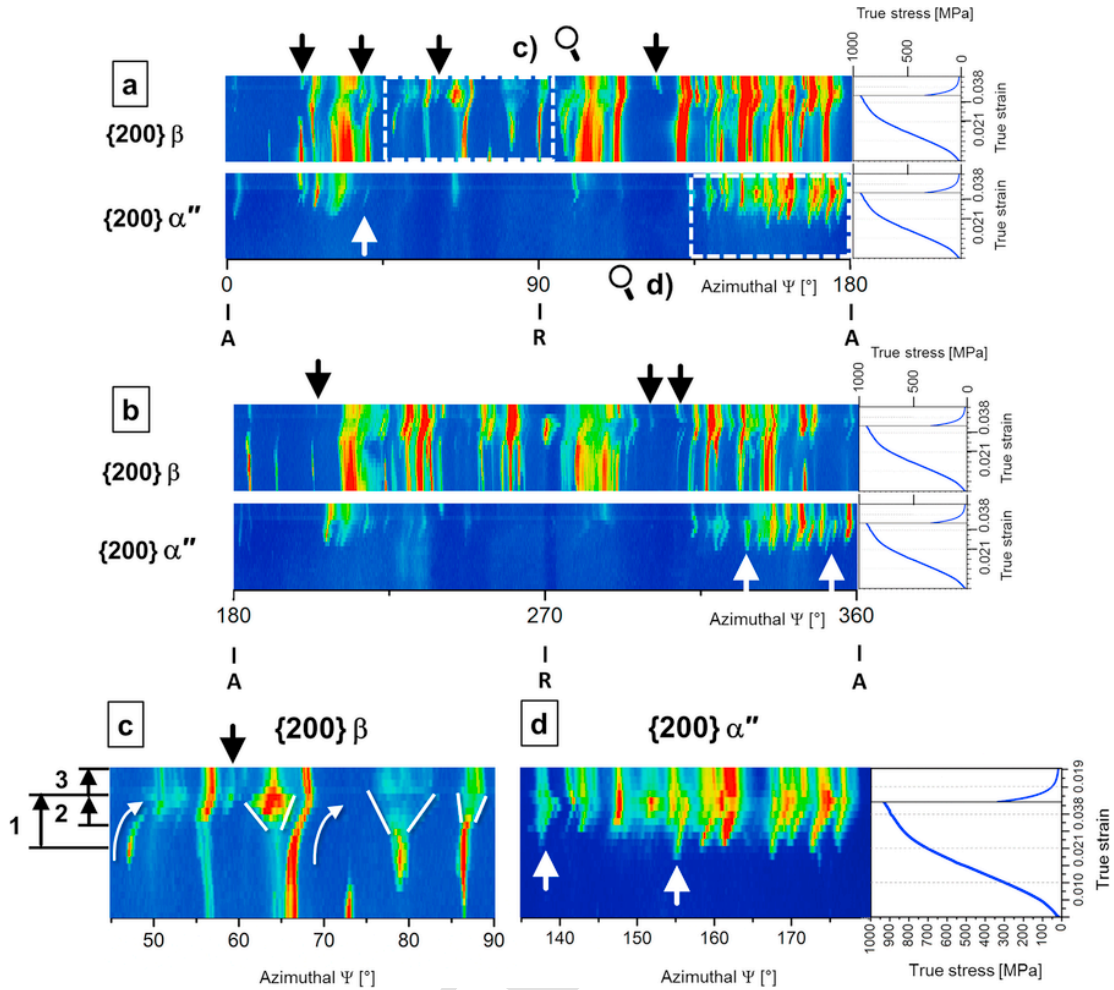 True stress [MPa]
1000
500
0
c)
a
{200} β
0.038
0.021
True strain
{200} α″
0.038
0.021
True strain
d)
0
90
Azimuthal Ψ [°]
180
A
R
A
True stress [MPa]
1000
500
0
b
{200} β
0.038
0.021
True strain
{200} α″
0.038
0.021
True strain
180
270
Azimuthal Ψ [°]
360
A
R
A
c
{200} β
d
{200} α″
3
2
1
0.019
0.038
0.021
0.010
True strain
50
60
70
80
90
140
150
160
170
1000
900
800
700
600
500
400
300
200
100
0
Azimuthal Ψ [°]
Azimuthal Ψ [°]
True stress [MPa]